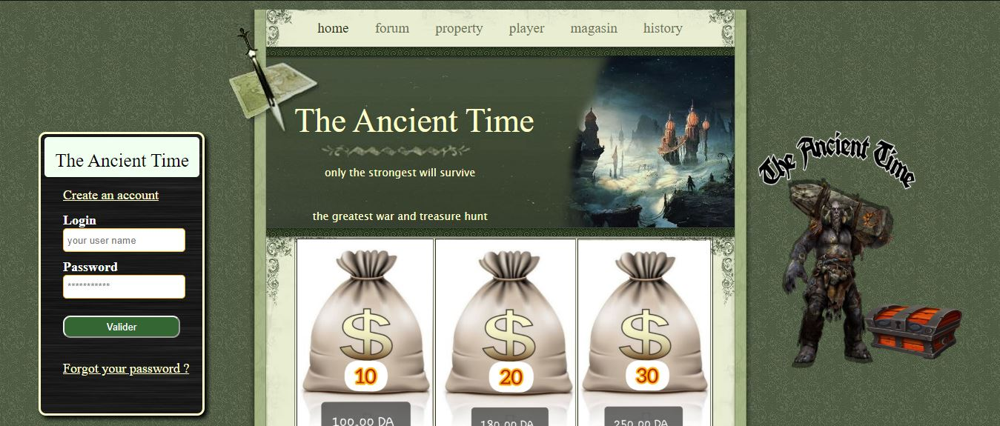 home forum property player magasin history
The Ancient Time
only the strongest will survive
the greatest war and treasure hunt
The Ancient Time
Create an account
Login
your user name
Password
***********
Valider
Forgot your password ?
The Ancient Time
$ $ $
10 20 30
100.00 DA 180.00 DA 250.00 DA